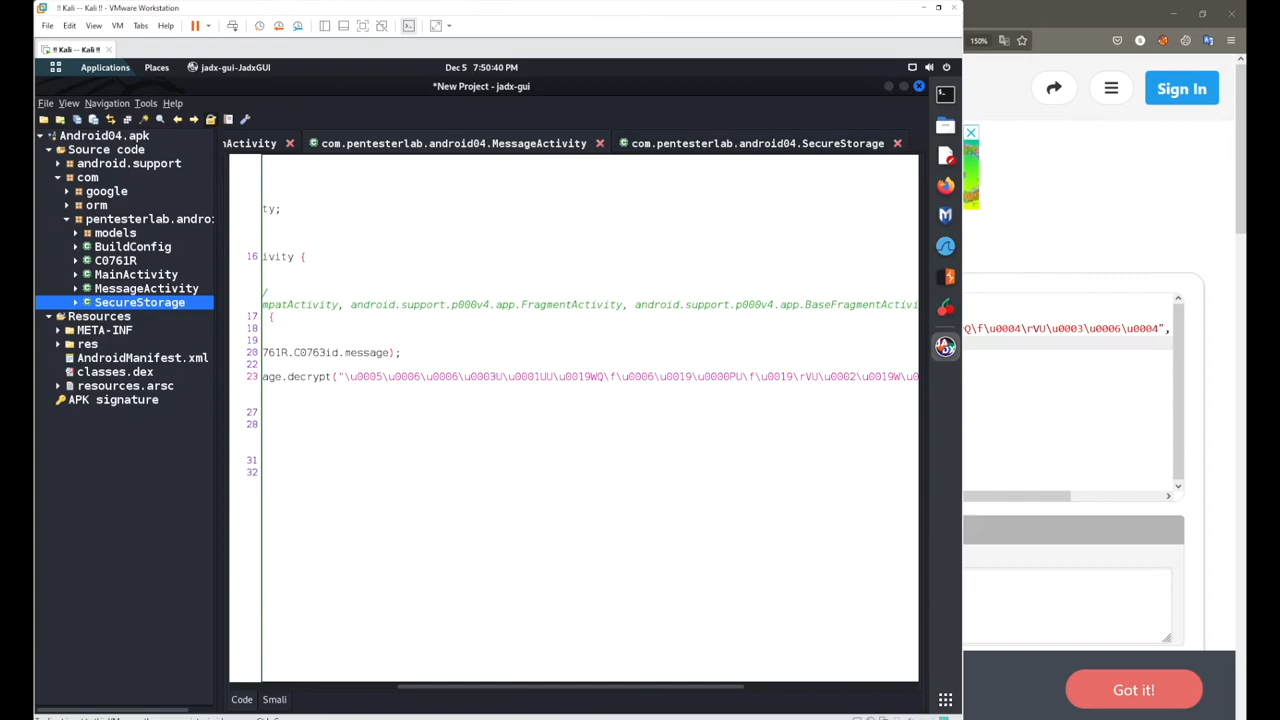 !! Kali -- Kali !! - VMware Workstation
File Edit View VM Tabs Help
!! Kali -- Kali !!
150%
Applications Places jadx-gui-JadxGUI Dec 5 7:50:40 PM
*New Project - jadx-gui
Sign In
File View Navigation Tools Help
Android04.apk
Source code
android.support
com
google
orm
pentesterlab.andro:
models
BuildConfig
C0761R
MainActivity
MessageActivity
SecureStorage
Resources
META-INF
res
AndroidManifest.xml
classes.dex
resources.arsc
APK signature
ıActivity com.pentesterlab.android04.MessageActivity com.pentesterlab.android04.SecureStorage
ty;
16 ivity {
/
mpatActivity, android.support.p000v4.app.FragmentActivity, android.support.p000v4.app.BaseFragmentActivi
17 {
18
19
20 761R.C0763id.message);
22
23 age.decrypt("\u0005\u0006\u0006\u0003U\u0001UU\u0019WQ\f\u0006\u0019\u0000PU\f\u0019\rVU\u0002\u0019W\u0
27
28
31
32
Code Smali
Q\f\u0004\rVU\u0003\u0006\u0004",
Got it!